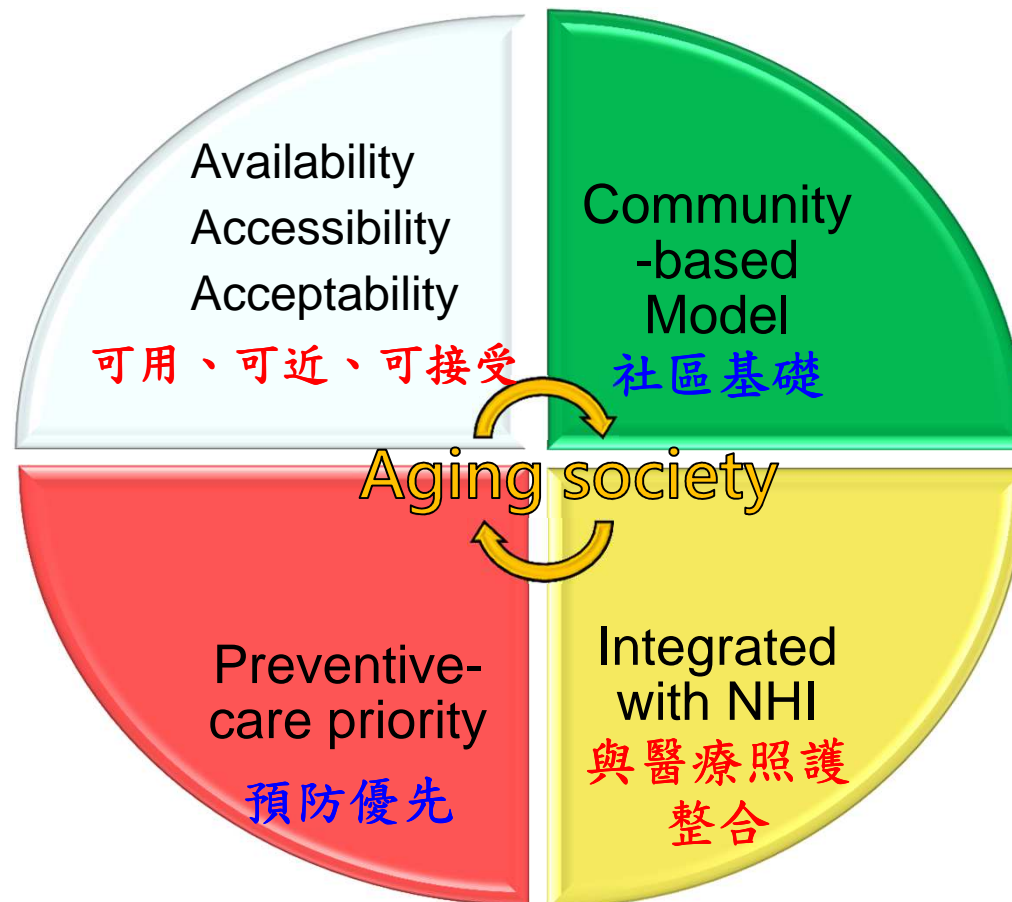 Availability
Accessibility
Acceptability
可用、可近、可接受
Community
-based
Model
社區基礎
Aging society
Preventive-
care priority
預防優先
Integrated
with NHI
與醫療照護
整合